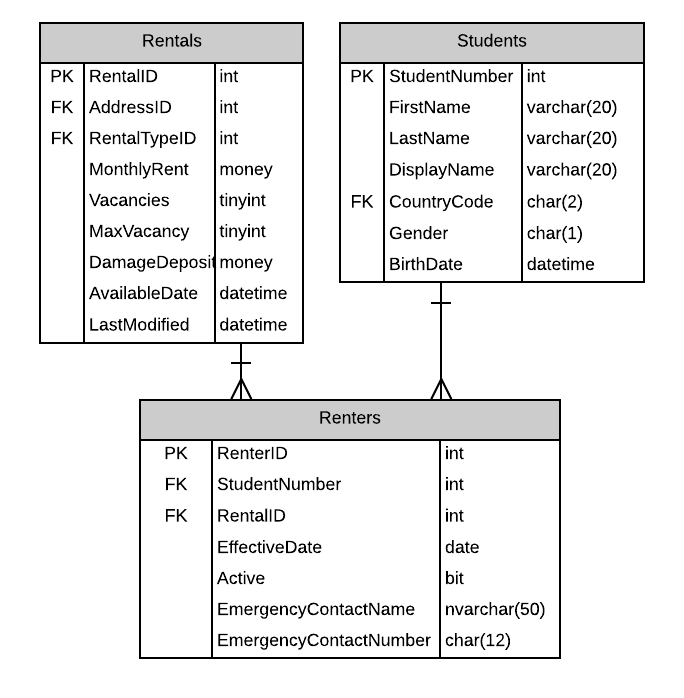 Rentals
PK RentalID int
FK AddressID int
FK RentalTypeID int
MonthlyRent money
Vacancies tinyint
MaxVacancy tinyint
DamageDeposit money
AvailableDate datetime
LastModified datetime
Students
PK StudentNumber int
FirstName varchar(20)
LastName varchar(20)
DisplayName varchar(20)
FK CountryCode char(2)
Gender char(1)
BirthDate datetime
Renters
PK RenterID int
FK StudentNumber int
FK RentalID int
EffectiveDate date
Active bit
EmergencyContactName nvarchar(50)
EmergencyContactNumber char(12)